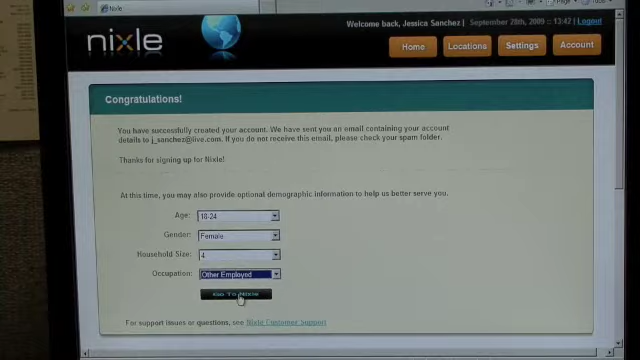 Nixle
Page
nixle
Welcome back, Jessica Sanchez | September 28th, 2009 :: 13:42 | Logout
Home
Locations
Settings
Account
Congratulations!
You have successfully created your account. We have sent you an email containing your account
details to j_sanchez@live.com. If you do not receive this email, please check your spam folder.
Thanks for signing up for Nixle!
At this time, you may also provide optional demographic information to help us better serve you.
Age: 18-24
Gender: Female
Household Size: 4
Occupation: Other Employed
Go To Nixle
For support issues or questions, see Nixle Customer Support